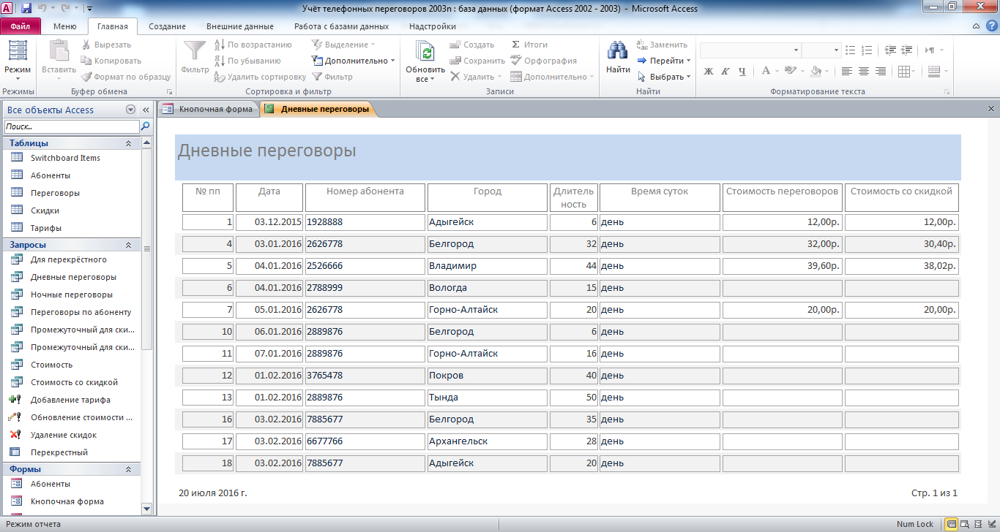 Учёт телефонных переговоров 2003п : база данных (формат Access 2002 - 2003) - Microsoft Access
Файл Меню Главная Создание Внешние данные Работа с базами данных Надстройки
Режим
Режимы
Вставить
Вырезать
Копировать
Формат по образцу
Буфер обмена
Фильтр
По возрастанию
По убыванию
Удалить сортировку
Выделение
Дополнительно
Фильтр
Сортировка и фильтр
Обновить
все
Создать
Сохранить
Удалить
Итоги
Орфография
Дополнительно
Записи
Найти
Заменить
Перейти
Выбрать
Найти
Ж К Ч А
Форматирование текста
Все объекты Access
Поиск...
Таблицы
Switchboard Items
Абоненты
Переговоры
Скидки
Тарифы
Запросы
Для перекрёстного
Дневные переговоры
Ночные переговоры
Переговоры по абоненту
Промежуточный для ски...
Промежуточный для ски...
Стоимость
Стоимость со скидкой
Добавление тарифа
Обновление стоимости ...
Удаление скидок
Перекрестный
Формы
Абоненты
Кнопочная форма
Кнопочная форма Дневные переговоры
Дневные переговоры
№ пп Дата Номер абонента Город Длитель Время суток Стоимость переговоров Стоимость со скидкой
ность
1 03.12.2015 1928888 Адыгейск 6 день 12,00р. 12,00р.
4 03.01.2016 2626778 Белгород 32 день 32,00р. 30,40р.
5 04.01.2016 2526666 Владимир 44 день 39,60р. 38,02р.
6 04.01.2016 2788999 Вологда 15 день
7 05.01.2016 2626778 Горно-Алтайск 20 день 20,00р. 20,00р.
10 06.01.2016 2889876 Белгород 6 день
11 07.01.2016 2889876 Горно-Алтайск 16 день
12 01.02.2016 3765478 Покров 40 день
13 01.02.2016 2889876 Тында 50 день
16 03.02.2016 7885677 Белгород 35 день
17 03.02.2016 6677766 Архангельск 28 день
18 03.02.2016 7885677 Адыгейск 20 день
20 июля 2016 г. Стр. 1 из 1
Режим отчета Num Lock